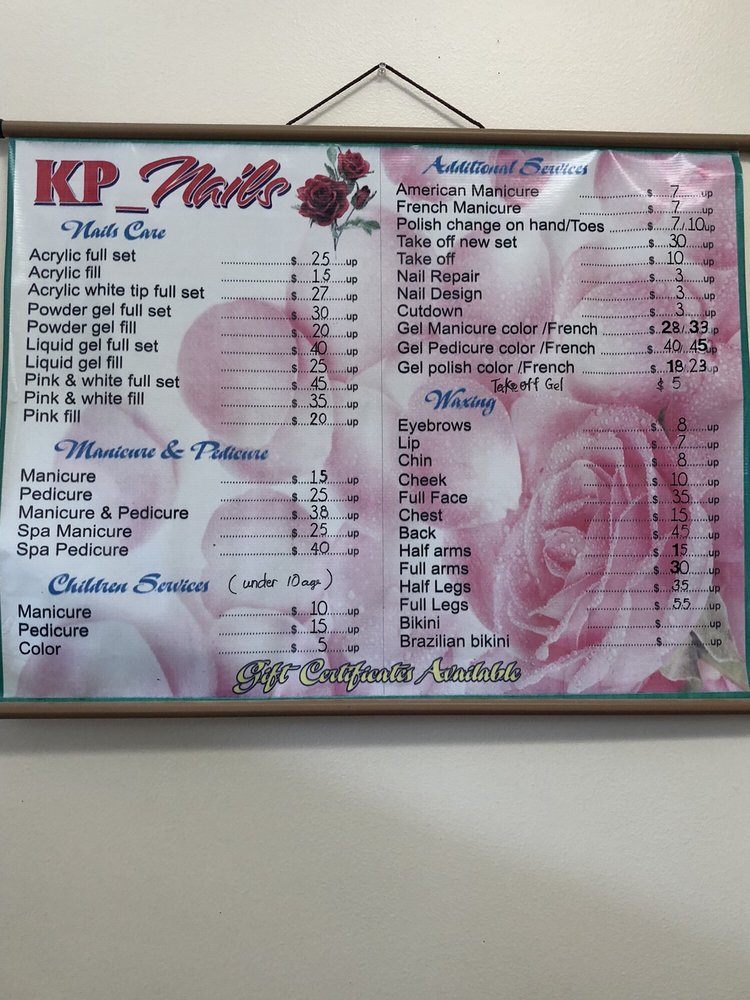 KP_Nails
Nails Care
Acrylic full set $ 25 up
Acrylic fill $ 15 up
Acrylic white tip full set $ 27 up
Powder gel full set $ 30 up
Powder gel fill $ 20 up
Liquid gel full set $ 40 up
Liquid gel fill $ 25 up
Pink & white full set $ 45 up
Pink & white fill $ 35 up
Pink fill $ 20 up
Manicure & Pedicure
Manicure $ 15 up
Pedicure $ 25 up
Manicure & Pedicure $ 38 up
Spa Manicure $ 25 up
Spa Pedicure $ 40 up
Children Services (under 10 age)
Manicure $ 10 up
Pedicure $ 15 up
Color $ 5 up
Additional Services
American Manicure $ 7 up
French Manicure $ 7 up
Polish change on hand/Toes $ 7/10 up
Take off new set $ 30 up
Take off $ 10 up
Nail Repair $ 3 up
Nail Design $ 3 up
Cutdown $ 3 up
Gel Manicure color /French $ 28/33 up
Gel Pedicure color /French $ 40/45 up
Gel polish color /French $ 18/23 up
Take off Gel $ 5
Waxing
Eyebrows $ 8 up
Lip $ 7 up
Chin $ 8 up
Cheek $ 10 up
Full Face $ 35 up
Chest $ 15 up
Back $ 45 up
Half arms $ 15 up
Full arms $ 30 up
Half Legs $ 35 up
Full Legs $ 55 up
Bikini $ up
Brazilian bikini $ up
Gift Certificates Available